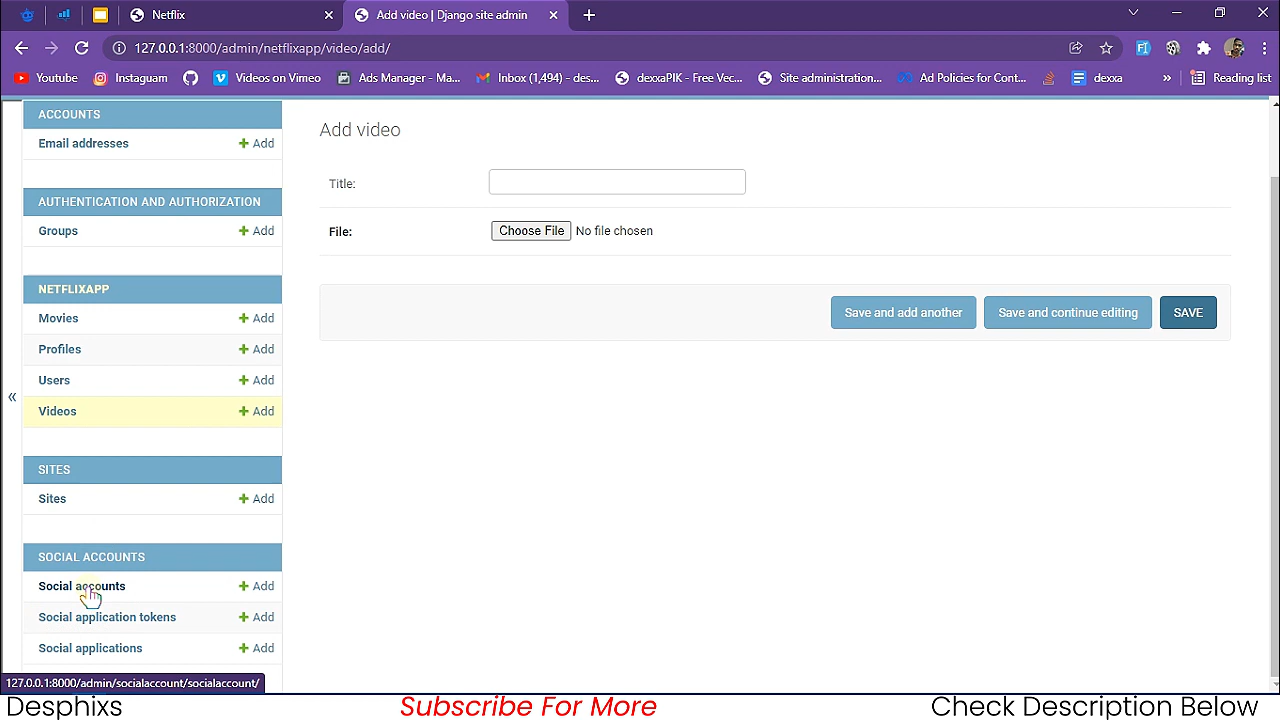 Netflix
Add video | Django site admin
127.0.0.1:8000/admin/netflixapp/video/add/
Youtube
Instaguam
Videos on Vimeo
Ads Manager - Ma...
Inbox (1,494) - des...
dexxaPIK - Free Vec...
Site administration...
Ad Policies for Cont...
dexxa
»
Reading list
ACCOUNTS
Email addresses
+ Add
AUTHENTICATION AND AUTHORIZATION
Groups
+ Add
NETFLIXAPP
Movies
+ Add
Profiles
+ Add
Users
+ Add
Videos
+ Add
SITES
Sites
+ Add
SOCIAL ACCOUNTS
Social accounts
+ Add
Social application tokens
+ Add
Social applications
+ Add
«
Add video
Title:
File:
Choose File No file chosen
Save and add another
Save and continue editing
SAVE
127.0.0.1:8000/admin/socialaccount/socialaccount/
Desphixs
Subscribe For More
Check Description Below